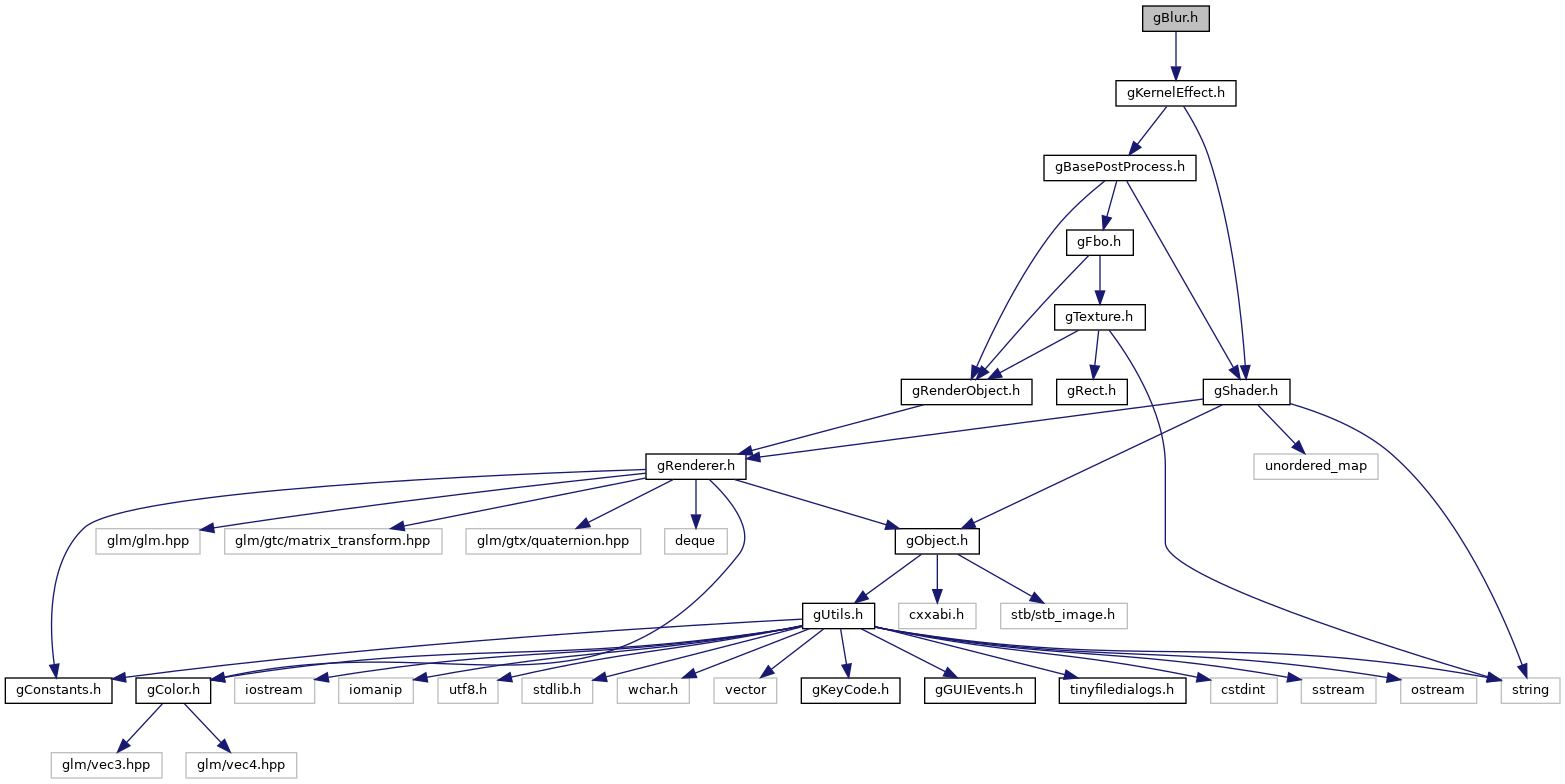 gBlur.h
gKernelEffect.h
gBasePostProcess.h
gFbo.h
gTexture.h
gRenderObject.h
gRect.h
gShader.h
gRenderer.h
unordered_map
glm/glm.hpp
glm/gtc/matrix_transform.hpp
glm/gtx/quaternion.hpp
deque
gObject.h
gUtils.h
cxxabi.h
stb/stb_image.h
gConstants.h
gColor.h
iostream
iomanip
utf8.h
stdlib.h
wchar.h
vector
gKeyCode.h
gGUIEvents.h
tinyfiledialogs.h
cstdint
sstream
ostream
string
glm/vec3.hpp
glm/vec4.hpp